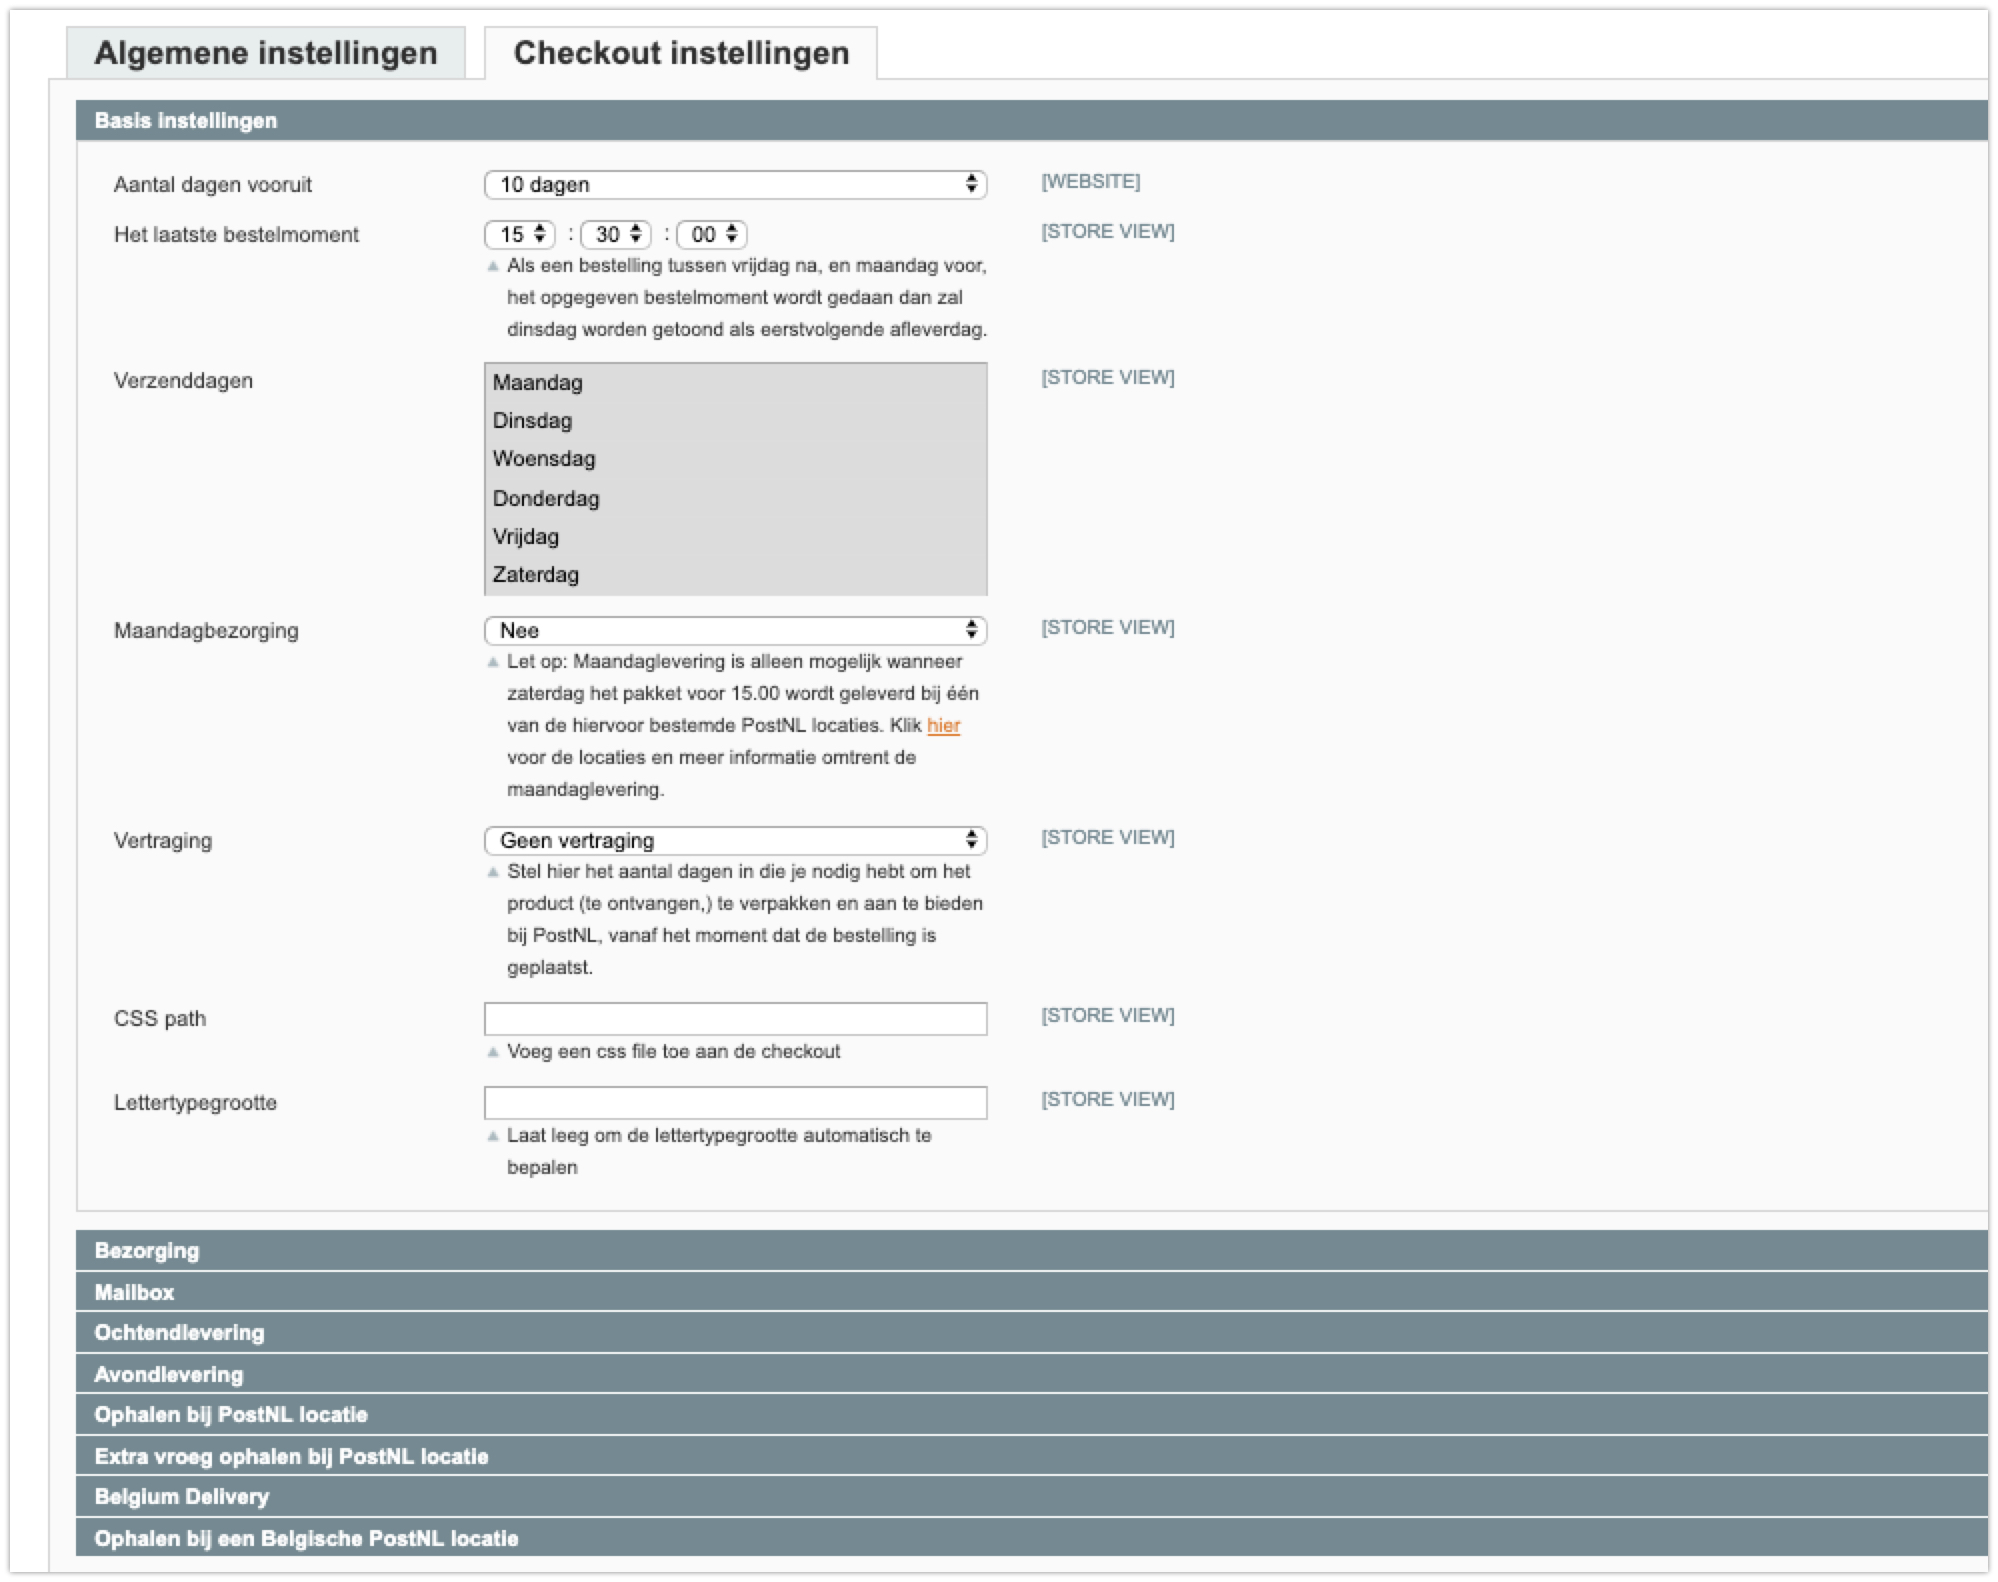 Algemene instellingen
Checkout instellingen
Basis instellingen
Aantal dagen vooruit
10 dagen
[WEBSITE]
Het laatste bestelmoment
15 : 30 : 00
[STORE VIEW]
Als een bestelling tussen vrijdag na, en maandag voor,
het opgegeven bestelmoment wordt gedaan dan zal
dinsdag worden getoond als eerstvolgende afleverdag.
Verzenddagen
Maandag
[STORE VIEW]
Dinsdag
Woensdag
Donderdag
Vrijdag
Zaterdag
Maandagbezorging
Nee
[STORE VIEW]
Let op: Maandaglevering is alleen mogelijk wanneer
zaterdag het pakket voor 15.00 wordt geleverd bij één
van de hiervoor bestemde PostNL locaties. Klik hier
voor de locaties en meer informatie omtrent de
maandaglevering.
Vertraging
Geen vertraging
[STORE VIEW]
Stel hier het aantal dagen in die je nodig hebt om het
product (te ontvangen,) te verpakken en aan te bieden
bij PostNL, vanaf het moment dat de bestelling is
geplaatst.
CSS path
[STORE VIEW]
Voeg een css file toe aan de checkout
Lettertypegrootte
[STORE VIEW]
Laat leeg om de lettertypegrootte automatisch te
bepalen
Bezorging
Mailbox
Ochtendlevering
Avondlevering
Ophalen bij PostNL locatie
Extra vroeg ophalen bij PostNL locatie
Belgium Delivery
Ophalen bij een Belgische PostNL locatie